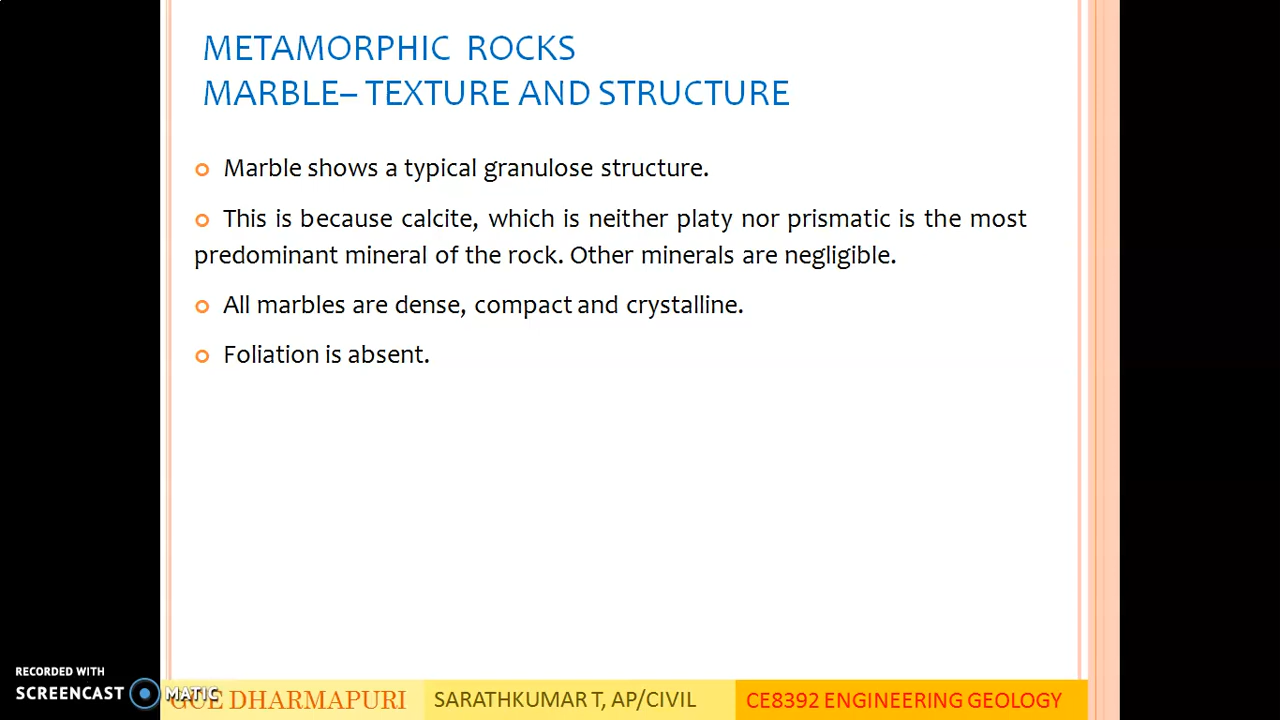 METAMORPHIC ROCKS
MARBLE– TEXTURE AND STRUCTURE
Marble shows a typical granulose structure.
This is because calcite, which is neither platy nor prismatic is the most
predominant mineral of the rock. Other minerals are negligible.
All marbles are dense, compact and crystalline.
Foliation is absent.
RECORDED WITH
SCREENCAST MATIC
GCE DHARMAPURI
SARATHKUMAR T, AP/CIVIL
CE8392 ENGINEERING GEOLOGY